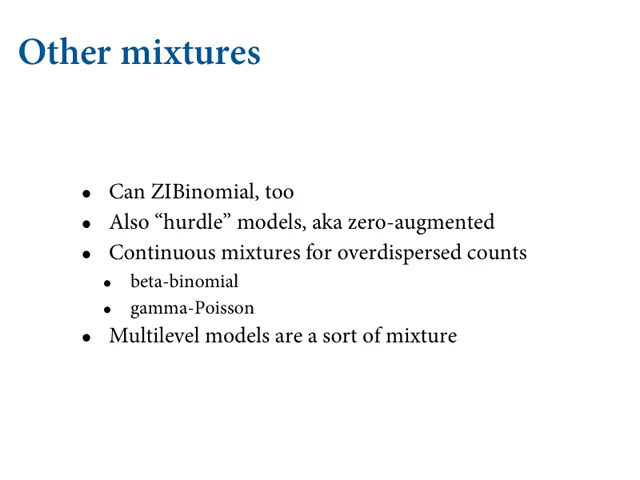 Other mixtures
• Can ZIBinomial, too
• Also “hurdle” models, aka zero-augmented
• Continuous mixtures for overdispersed counts
• beta-binomial
• gamma-Poisson
• Multilevel models are a sort of mixture